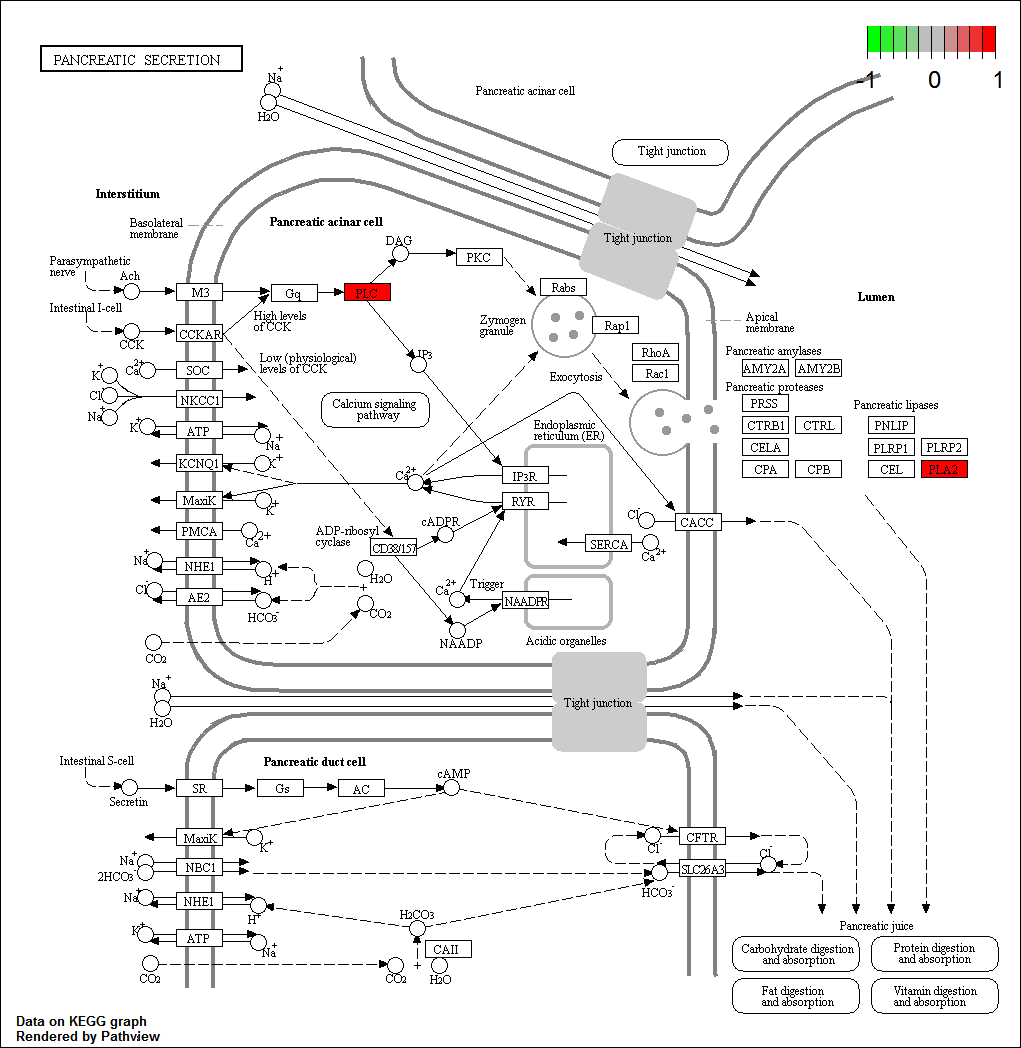 PANCREATIC SECRETION
-1 0 1
Na+
H2O
Pancreatic acinar cell
Tight junction
Interstitium
Basolateral
membrane
Pancreatic acinar cell
Tight junction
DAG
PKC
Parasympathetic
nerve
Ach
M3
Gq
PLC
Rabs
Lumen
Intestinal I-cell
CCK
CCKAR
High levels
of CCK
Zymogen
granule
Rap1
Apical
membrane
IP3
Low (physiological)
levels of CCK
RhoA
Rac1
Exocytosis
Pancreatic amylases
AMY2A
AMY2B
Pancreatic proteases
PRSS
CTRB1
CTRL
CELA
CPA
CPB
Pancreatic lipases
PNLIP
PLRP1
PLRP2
CEL
PLA2
Ca2+
SOC
K+
Cl-
Na+
NKCC1
Calcium signaling
pathway
K+
ATP
Na+
KCNQ1
K+
Endoplasmic
reticulum (ER)
Ca2+
IP3R
RYR
MaxiK
K+
PMCA
Ca2+
ADP-ribosyl
cyclase
cADPR
CD38/157
Cl-
CACC
SERCA
Ca2+
Na+
NHE1
H+
H2O
+
CO2
Cl-
AE2
HCO3-
Ca2+
Trigger
NAADPR
NAADP
Acidic organelles
CO2
Na+
H2O
Tight junction
Intestinal S-cell
Pancreatic duct cell
Secretin
SR
Gs
AC
cAMP
MaxiK
K+
CFTR
Cl-
Cl-
Na+
2HCO3-
NBC1
SLC26A3
HCO3-
Na+
NHE1
H+
H2CO3
K+
ATP
Na+
CAII
+
CO2
CO2
H2O
Pancreatic juice
Carbohydrate digestion
and absorption
Protein digestion
and absorption
Fat digestion
and absorption
Vitamin digestion
and absorption
Data on KEGG graph
Rendered by Pathview